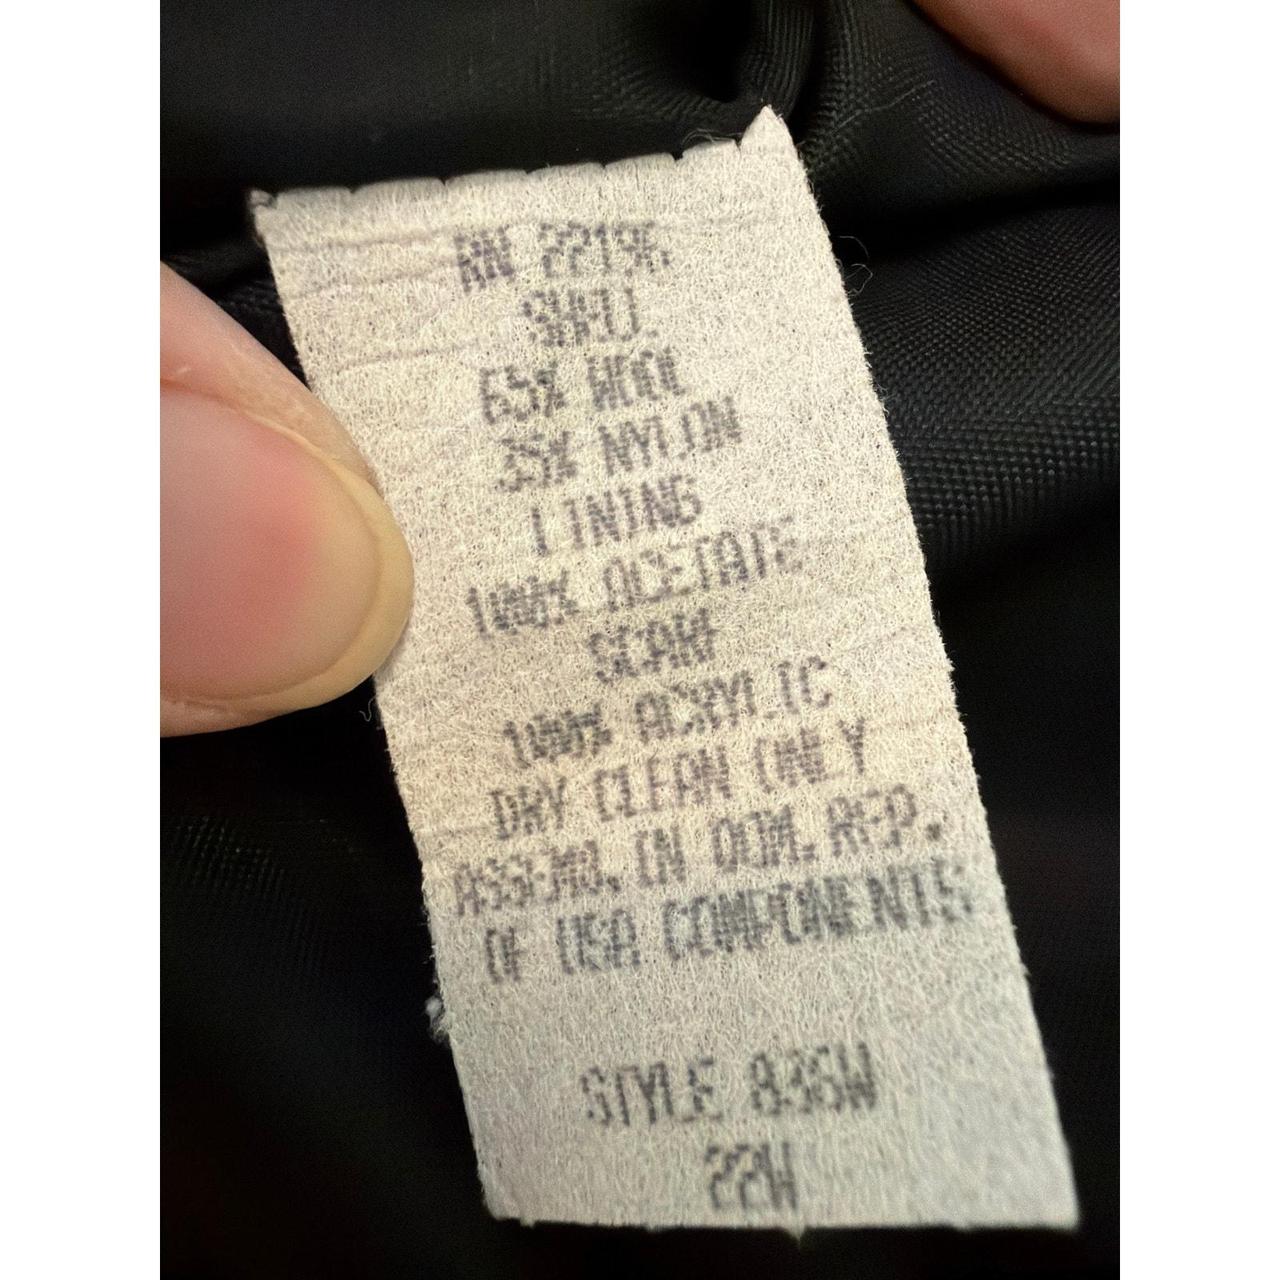 RN
SHELL
65% WOOL
35% NYLON
LINING
100% ACETATE
SCARF
100% ACRYLIC
DRY CLEAN ONLY
ASSEMB. IN DOM. REP.
OF USA COMPONENTS
STYLE 836W
22W